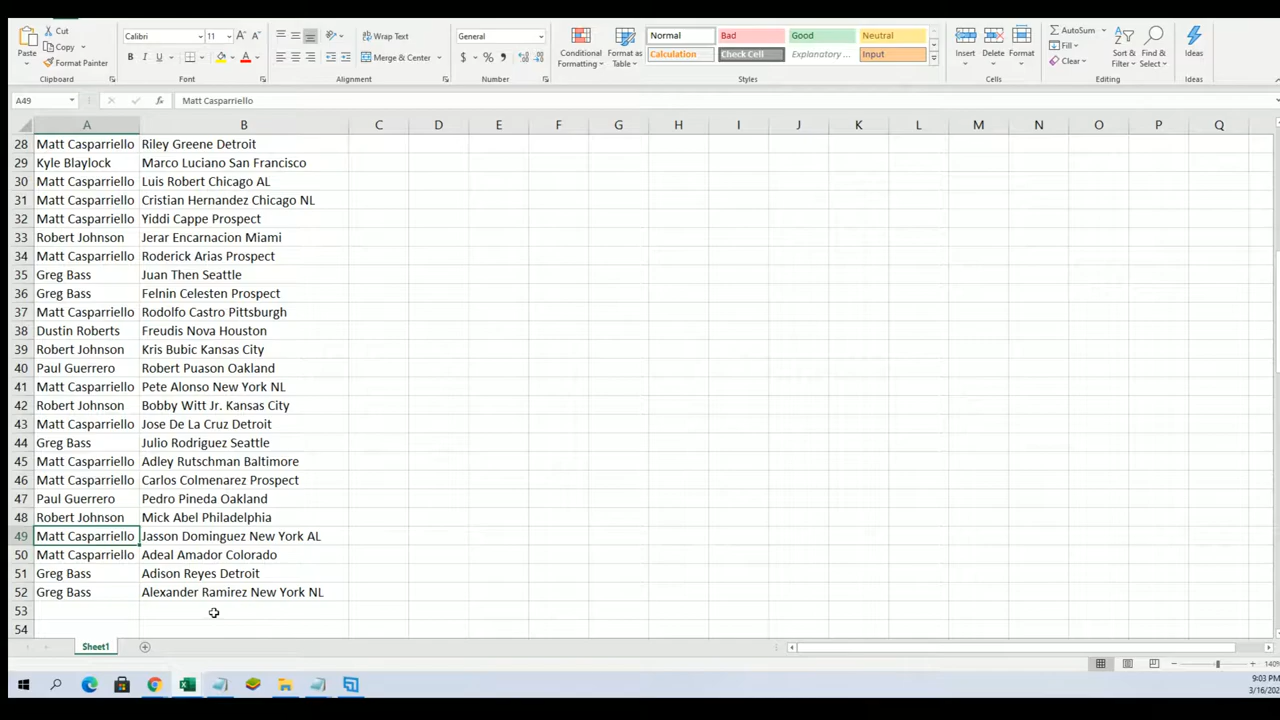 Cut
Copy
Paste
Format Painter
Clipboard
Calibri 11 A A
B I U A
Font
Wrap Text
Merge & Center
Alignment
General
$ % ,
Number
Conditional Formatting
Format as Table
Normal Bad Good Neutral
Calculation Check Cell Explanatory ... Input
Styles
Insert Delete Format
Cells
AutoSum
Fill
Clear
Sort & Filter
Find & Select
Editing
Ideas
Ideas
A49 fx Matt Casparriello
A B C D E F G H I J K L M N O P Q
28 Matt Casparriello Riley Greene Detroit
29 Kyle Blaylock Marco Luciano San Francisco
30 Matt Casparriello Luis Robert Chicago AL
31 Matt Casparriello Cristian Hernandez Chicago NL
32 Matt Casparriello Yiddi Cappe Prospect
33 Robert Johnson Jerar Encarnacion Miami
34 Matt Casparriello Roderick Arias Prospect
35 Greg Bass Juan Then Seattle
36 Greg Bass Felnin Celesten Prospect
37 Matt Casparriello Rodolfo Castro Pittsburgh
38 Dustin Roberts Freudis Nova Houston
39 Robert Johnson Kris Bubic Kansas City
40 Paul Guerrero Robert Puason Oakland
41 Matt Casparriello Pete Alonso New York NL
42 Robert Johnson Bobby Witt Jr. Kansas City
43 Matt Casparriello Jose De La Cruz Detroit
44 Greg Bass Julio Rodriguez Seattle
45 Matt Casparriello Adley Rutschman Baltimore
46 Matt Casparriello Carlos Colmenarez Prospect
47 Paul Guerrero Pedro Pineda Oakland
48 Robert Johnson Mick Abel Philadelphia
49 Matt Casparriello Jasson Dominguez New York AL
50 Matt Casparriello Adeal Amador Colorado
51 Greg Bass Adison Reyes Detroit
52 Greg Bass Alexander Ramirez New York NL
53
54
Sheet1
140%
9:03 PM
3/16/202